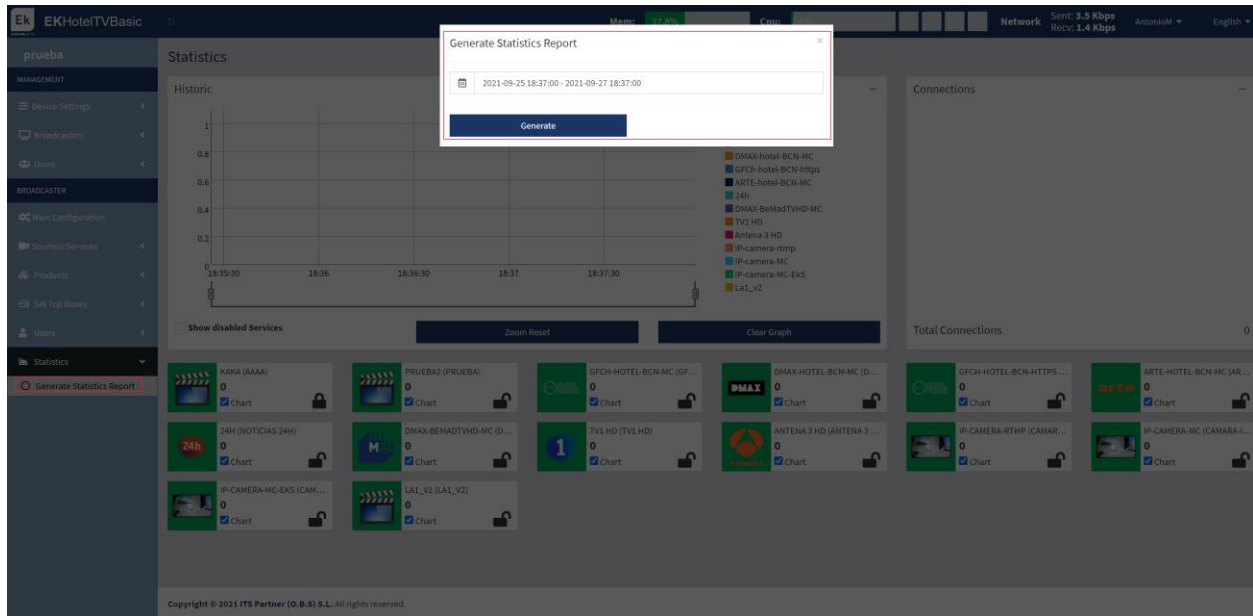 Ek EKHotelTVBasic
Mem: 37.8% Cpu:
Network Sent: 3.5 Kbps
Recv: 1.4 Kbps
AntonioM English
prueba
MANAGEMENT
Device Settings
Broadcasters
Users
BROADCASTER
Main Configuration
Sources/Services
Products
Set Top Boxes
Users
Statistics
Generate Statistics Report
Generate Statistics Report ×
2021-09-25 18:37:00 - 2021-09-27 18:37:00
Generate
Statistics
Historic
1
0.8
0.6
0.4
0.2
0
18:35:30 18:36 18:36:30 18:37 18:37:30
DMAX-hotel-BCN-MC
GFCh-hotel-BCN-https
ARTE-hotel-BCN-MC
24h
DMAX-BeMadTVHD-MC
TV1 HD
Antena 3 HD
IP-camera-rtmp
IP-camera-MC
IP-camera-MC-EkS
La1_v2
Show disabled Services
Zoom Reset
Clear Graph
Connections
Total Connections 0
KAKA (AAAA)
0
Chart
PRUEBA2 (PRUEBA)
0
Chart
GFCH-HOTEL-BCN-MC (GF...
0
Chart
DMAX
DMAX-HOTEL-BCN-MC (D...
0
Chart
GFCH-HOTEL-BCN-HTTPS ...
0
Chart
arte
ARTE-HOTEL-BCN-MC (AR...
0
Chart
24h
24H (NOTICIAS 24H)
0
Chart
M
DMAX-BEMADTVHD-MC (D...
0
Chart
1
TV1 HD (TV1 HD)
0
Chart
ANTENA 3
ANTENA 3 HD (ANTENA 3 ...
0
Chart
IP-CAMERA-RTMP (CAMAR...
0
Chart
IP-CAMERA-MC (CAMARA-I...
0
Chart
IP-CAMERA-MC-EKS (CAM...
0
Chart
LA1_V2 (LA1_V2)
0
Chart
Copyright © 2021 ITS Partner (O.B.S) S.L. All rights reserved.